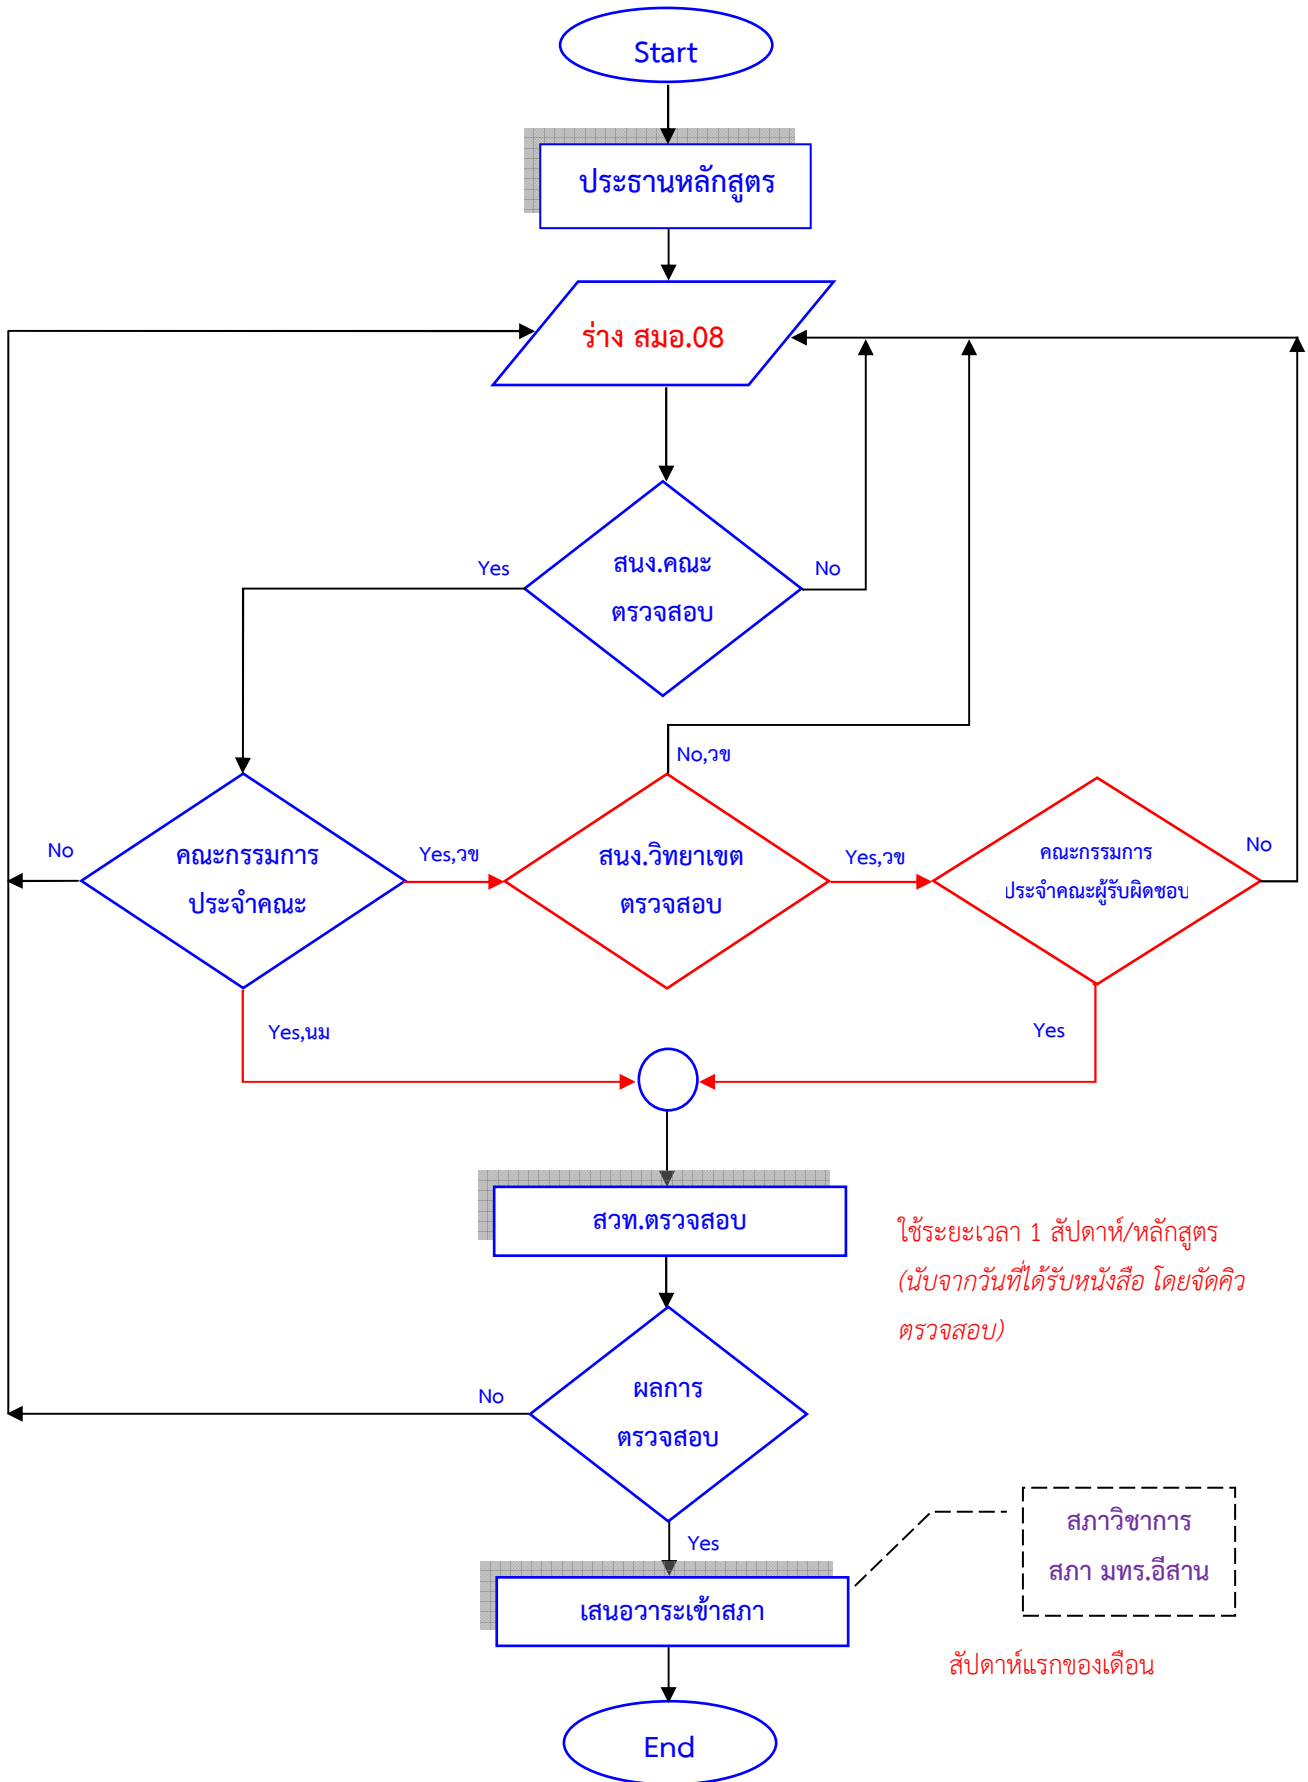 Start
ประธานหลักสูตร
ร่าง สมอ.08
สนง.คณะ
ตรวจสอบ
Yes
No
No,วข
คณะกรรมการ
ประจำคณะ
No
Yes,วข
สนง.วิทยาเขต
ตรวจสอบ
Yes,วข
คณะกรรมการ
ประจำคณะผู้รับผิดชอบ
No
Yes,นม
Yes
สวท.ตรวจสอบ
ใช้ระยะเวลา 1 สัปดาห์/หลักสูตร
(นับจากวันที่ได้รับหนังสือ โดยจัดคิว
ตรวจสอบ)
ผลการ
ตรวจสอบ
No
Yes
สภาวิชาการ
สภา มทร.อีสาน
เสนอวาระเข้าสภา
สัปดาห์แรกของเดือน
End